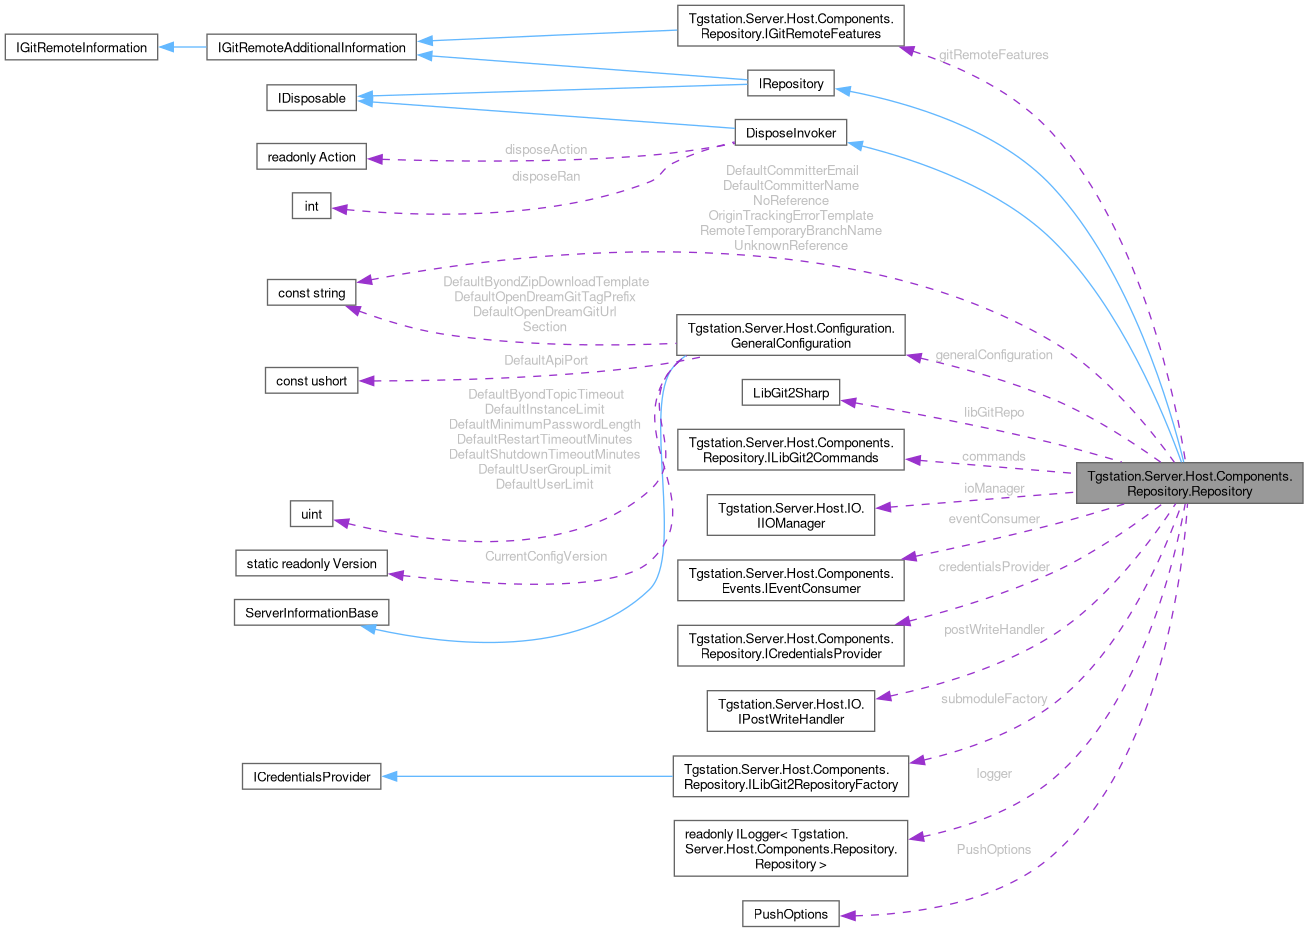 Tgstation.Server.Host.Components.
Repository.IGitRemoteFeatures
IGitRemoteInformation
IGitRemoteAdditionalInformation
gitRemoteFeatures
IRepository
IDisposable
DisposeInvoker
disposeAction
readonly Action
disposeRan
int
DefaultCommitterEmail
DefaultCommitterName
NoReference
OriginTrackingErrorTemplate
RemoteTemporaryBranchName
UnknownReference
const string
DefaultByondZipDownloadTemplate
DefaultOpenDreamGitTagPrefix
DefaultOpenDreamGitUrl
Section
Tgstation.Server.Host.Configuration.
GeneralConfiguration
generalConfiguration
DefaultApiPort
const ushort
LibGit2Sharp
libGitRepo
DefaultByondTopicTimeout
DefaultInstanceLimit
DefaultMinimumPasswordLength
DefaultRestartTimeoutMinutes
DefaultShutdownTimeoutMinutes
DefaultUserGroupLimit
DefaultUserLimit
Tgstation.Server.Host.Components.
Repository.ILibGit2Commands
commands
Tgstation.Server.Host.Components.
Repository.Repository
ioManager
Tgstation.Server.Host.IO.
IIOManager
uint
eventConsumer
static readonly Version
CurrentConfigVersion
Tgstation.Server.Host.Components.
Events.IEventConsumer
credentialsProvider
ServerInformationBase
postWriteHandler
Tgstation.Server.Host.Components.
Repository.ICredentialsProvider
submoduleFactory
Tgstation.Server.Host.IO.
IPostWriteHandler
ICredentialsProvider
Tgstation.Server.Host.Components.
Repository.ILibGit2RepositoryFactory
logger
readonly ILogger< Tgstation.
Server.Host.Components.Repository.
Repository >
PushOptions
PushOptions